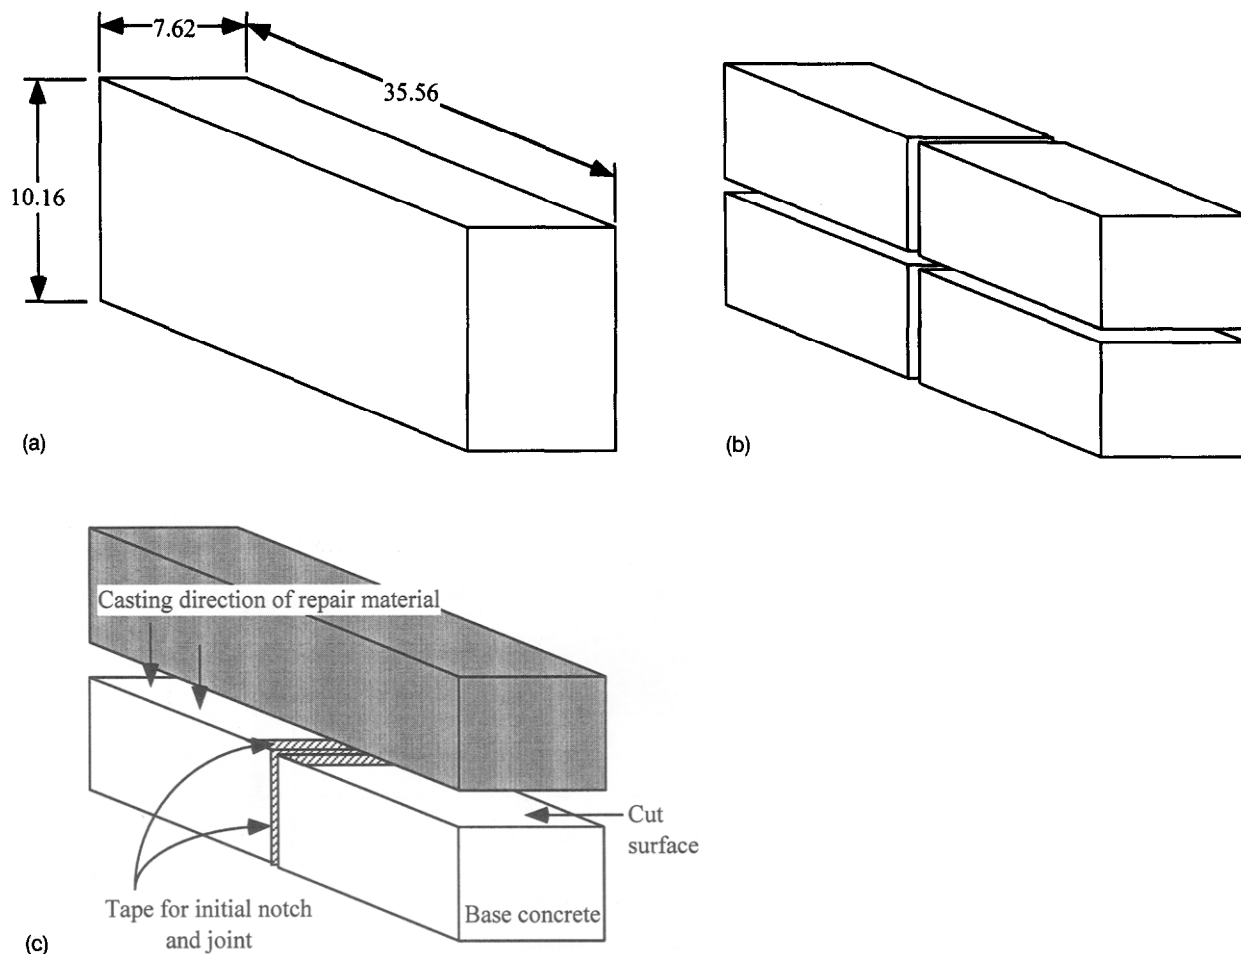 7.62
35.56
10.16
(a)
(b)
Casting direction of repair material
Cut
surface
Tape for initial notch
and joint
Base concrete
(c)